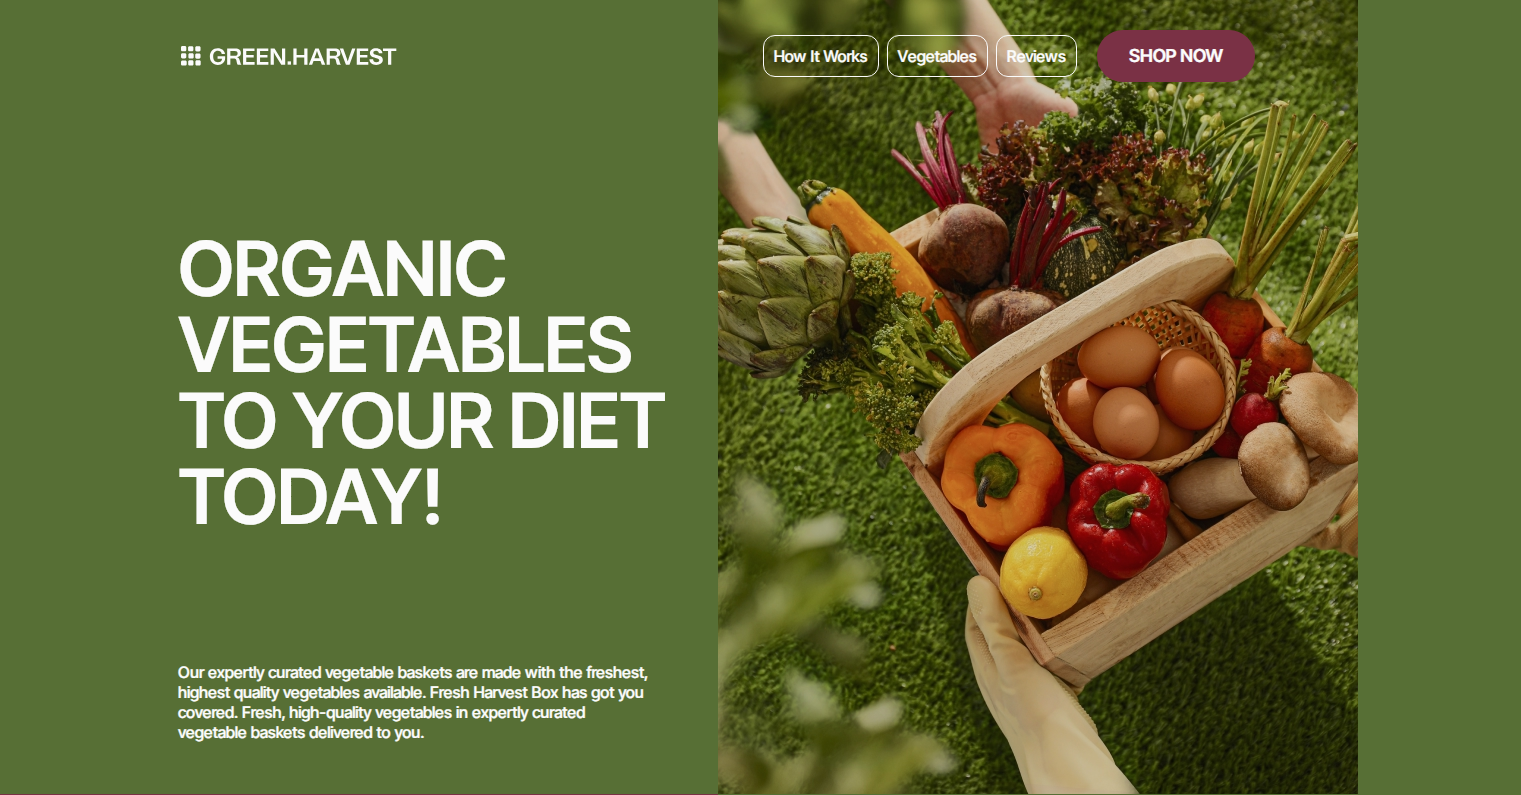 GREEN.HARVEST
How It Works
Vegetables
Reviews
SHOP NOW
ORGANIC
VEGETABLES
TO YOUR DIET
TODAY!
Our expertly curated vegetable baskets are made with the freshest,
highest quality vegetables available. Fresh Harvest Box has got you
covered. Fresh, high-quality vegetables in expertly curated
vegetable baskets delivered to you.